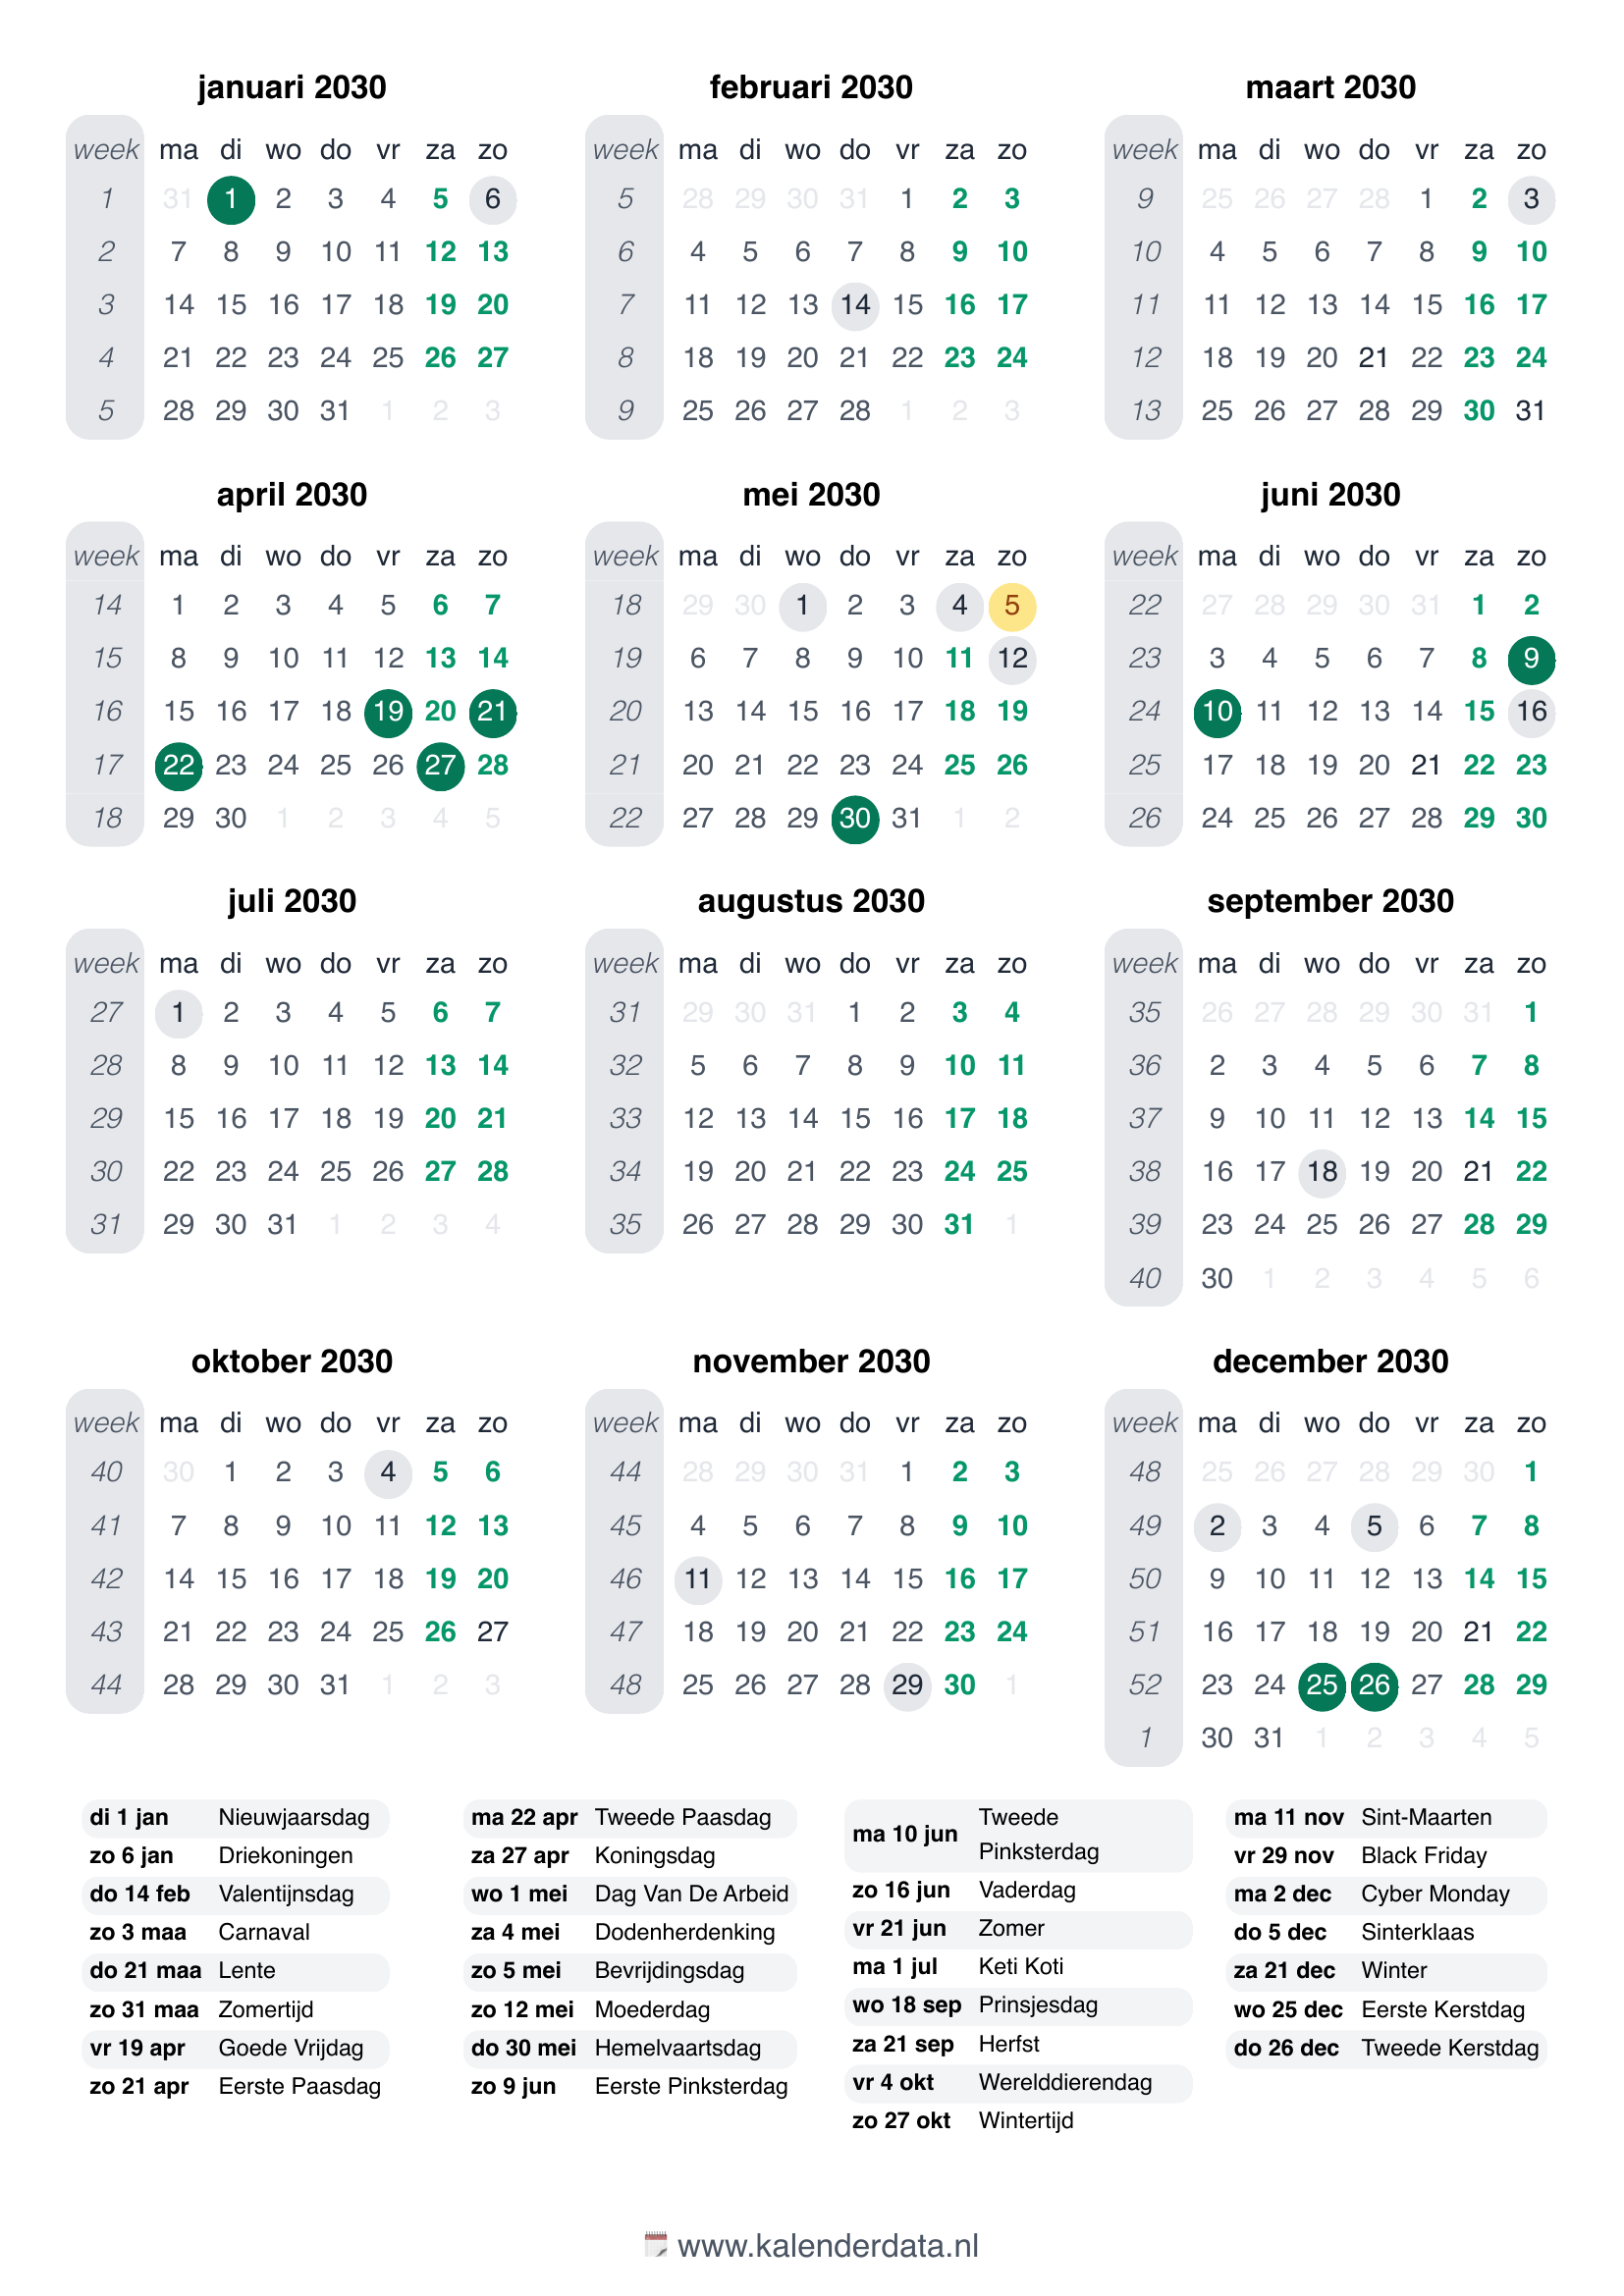 januari 2030
week ma di wo do vr za zo
1 31 1 2 3 4 5 6
2 7 8 9 10 11 12 13
3 14 15 16 17 18 19 20
4 21 22 23 24 25 26 27
5 28 29 30 31 1 2 3
februari 2030
week ma di wo do vr za zo
5 28 29 30 31 1 2 3
6 4 5 6 7 8 9 10
7 11 12 13 14 15 16 17
8 18 19 20 21 22 23 24
9 25 26 27 28 1 2 3
maart 2030
week ma di wo do vr za zo
9 25 26 27 28 1 2 3
10 4 5 6 7 8 9 10
11 11 12 13 14 15 16 17
12 18 19 20 21 22 23 24
13 25 26 27 28 29 30 31
april 2030
week ma di wo do vr za zo
14 1 2 3 4 5 6 7
15 8 9 10 11 12 13 14
16 15 16 17 18 19 20 21
17 22 23 24 25 26 27 28
18 29 30 1 2 3 4 5
mei 2030
week ma di wo do vr za zo
18 29 30 1 2 3 4 5
19 6 7 8 9 10 11 12
20 13 14 15 16 17 18 19
21 20 21 22 23 24 25 26
22 27 28 29 30 31 1 2
juni 2030
week ma di wo do vr za zo
22 27 28 29 30 31 1 2
23 3 4 5 6 7 8 9
24 10 11 12 13 14 15 16
25 17 18 19 20 21 22 23
26 24 25 26 27 28 29 30
juli 2030
week ma di wo do vr za zo
27 1 2 3 4 5 6 7
28 8 9 10 11 12 13 14
29 15 16 17 18 19 20 21
30 22 23 24 25 26 27 28
31 29 30 31 1 2 3 4
augustus 2030
week ma di wo do vr za zo
31 29 30 31 1 2 3 4
32 5 6 7 8 9 10 11
33 12 13 14 15 16 17 18
34 19 20 21 22 23 24 25
35 26 27 28 29 30 31 1
september 2030
week ma di wo do vr za zo
35 26 27 28 29 30 31 1
36 2 3 4 5 6 7 8
37 9 10 11 12 13 14 15
38 16 17 18 19 20 21 22
39 23 24 25 26 27 28 29
40 30 1 2 3 4 5 6
oktober 2030
week ma di wo do vr za zo
40 30 1 2 3 4 5 6
41 7 8 9 10 11 12 13
42 14 15 16 17 18 19 20
43 21 22 23 24 25 26 27
44 28 29 30 31 1 2 3
november 2030
week ma di wo do vr za zo
44 28 29 30 31 1 2 3
45 4 5 6 7 8 9 10
46 11 12 13 14 15 16 17
47 18 19 20 21 22 23 24
48 25 26 27 28 29 30 1
december 2030
week ma di wo do vr za zo
48 25 26 27 28 29 30 1
49 2 3 4 5 6 7 8
50 9 10 11 12 13 14 15
51 16 17 18 19 20 21 22
52 23 24 25 26 27 28 29
1 30 31 1 2 3 4 5
di 1 jan Nieuwjaarsdag
zo 6 jan Driekoningen
do 14 feb Valentijnsdag
zo 3 maa Carnaval
do 21 maa Lente
zo 31 maa Zomertijd
vr 19 apr Goede Vrijdag
zo 21 apr Eerste Paasdag
ma 22 apr Tweede Paasdag
za 27 apr Koningsdag
wo 1 mei Dag Van De Arbeid
za 4 mei Dodenherdenking
zo 5 mei Bevrijdingsdag
zo 12 mei Moederdag
do 30 mei Hemelvaartsdag
zo 9 jun Eerste Pinksterdag
ma 10 jun Tweede
Pinksterdag
zo 16 jun Vaderdag
vr 21 jun Zomer
ma 1 jul Keti Koti
wo 18 sep Prinsjesdag
za 21 sep Herfst
vr 4 okt Werelddierendag
zo 27 okt Wintertijd
ma 11 nov Sint-Maarten
vr 29 nov Black Friday
ma 2 dec Cyber Monday
do 5 dec Sinterklaas
za 21 dec Winter
wo 25 dec Eerste Kerstdag
do 26 dec Tweede Kerstdag
www.kalenderdata.nl